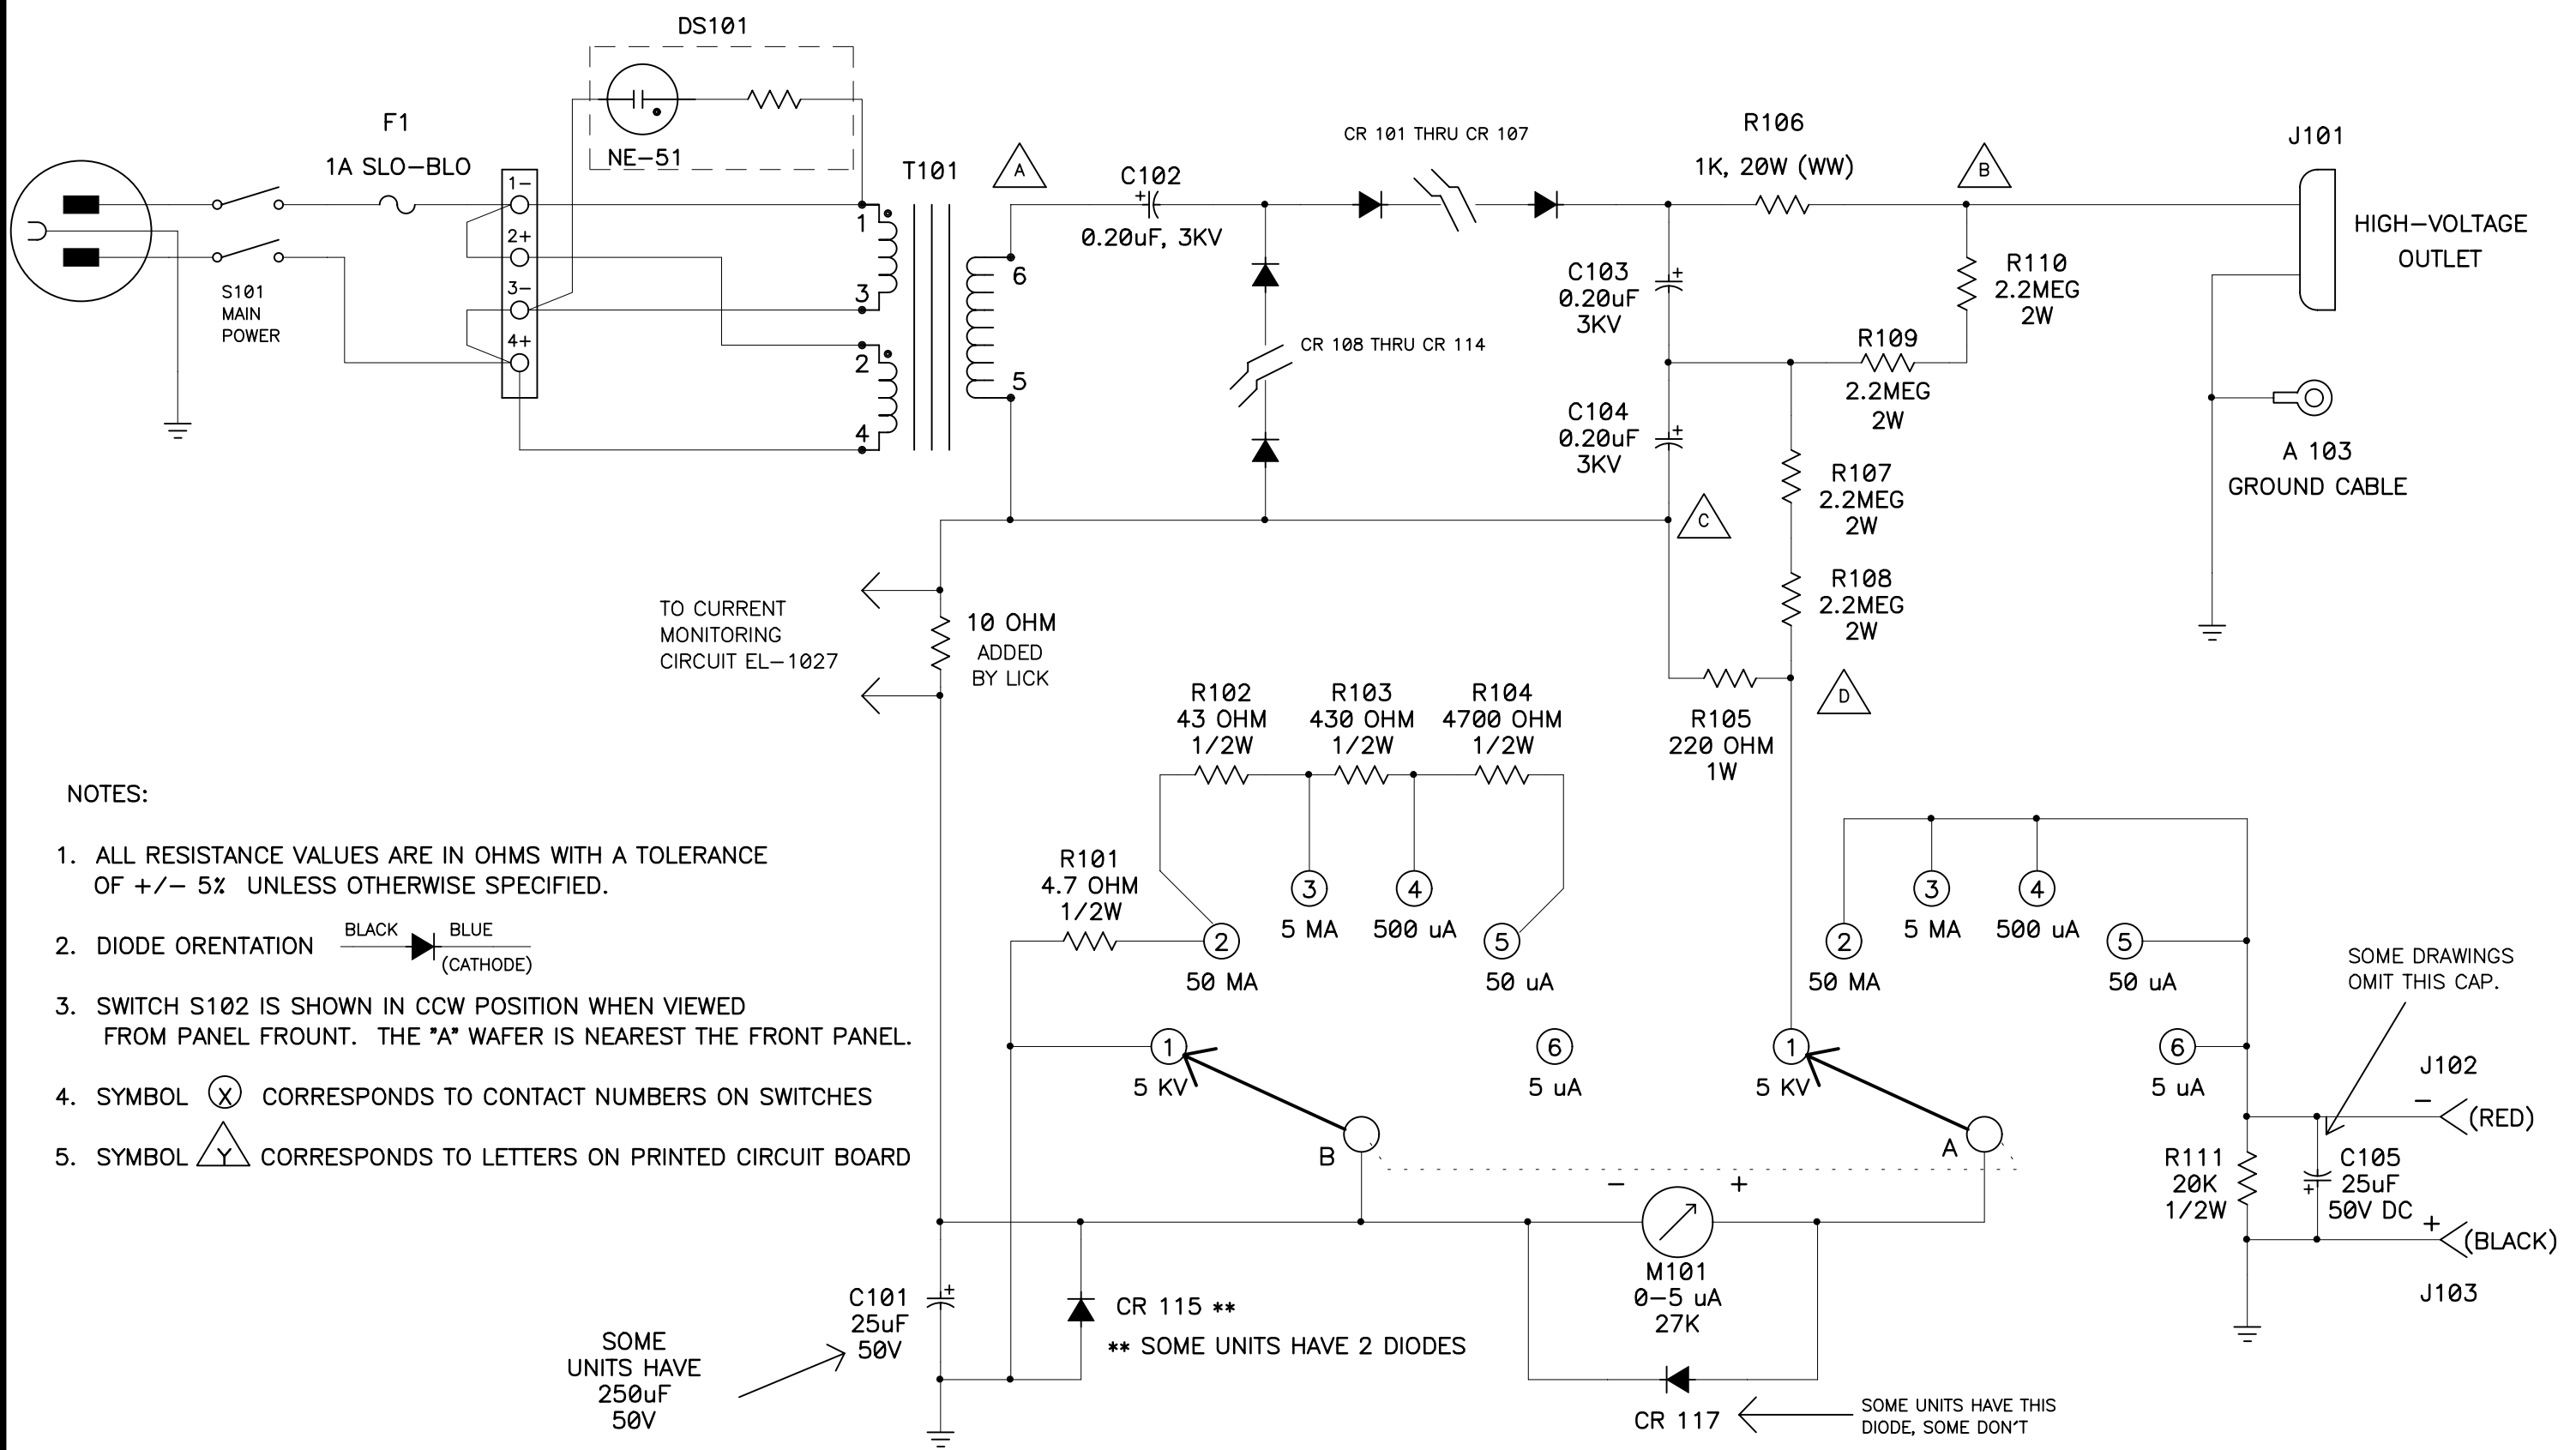 DS101
NE-51
F1
1A SLO-BLO
1-
2+
3-
4+
S101
MAIN
POWER
T101
1
3
2
4
6
5
A
C102
+
0.20uF, 3KV
CR 101 THRU CR 107
CR 108 THRU CR 114
R106
1K, 20W (WW)
B
J101
HIGH-VOLTAGE
OUTLET
C103
0.20uF
3KV
+
R110
2.2MEG
2W
R109
2.2MEG
2W
C104
0.20uF
3KV
+
A 103
GROUND CABLE
R107
2.2MEG
2W
C
R108
2.2MEG
2W
D
R105
220 OHM
1W
TO CURRENT
MONITORING
CIRCUIT EL-1027
10 OHM
ADDED
BY LICK
R102
43 OHM
1/2W
R103
430 OHM
1/2W
R104
4700 OHM
1/2W
R101
4.7 OHM
1/2W
2
50 MA
3
5 MA
4
500 uA
5
50 uA
1
5 KV
6
5 uA
B
2
50 MA
3
5 MA
4
500 uA
5
50 uA
1
5 KV
6
5 uA
A
SOME DRAWINGS
OMIT THIS CAP.
J102
-
(RED)
R111
20K
1/2W
C105
25uF
50V DC
+
+
(BLACK)
J103
-
+
M101
0-5 uA
27K
CR 117
SOME UNITS HAVE THIS
DIODE, SOME DON'T
C101
25uF
50V
+
CR 115 **
** SOME UNITS HAVE 2 DIODES
SOME
UNITS HAVE
250uF
50V
NOTES:
1. ALL RESISTANCE VALUES ARE IN OHMS WITH A TOLERANCE
OF +/- 5% UNLESS OTHERWISE SPECIFIED.
2. DIODE ORENTATION BLACK BLUE
(CATHODE)
3. SWITCH S102 IS SHOWN IN CCW POSITION WHEN VIEWED
FROM PANEL FROUNT. THE "A" WAFER IS NEAREST THE FRONT PANEL.
4. SYMBOL X CORRESPONDS TO CONTACT NUMBERS ON SWITCHES
5. SYMBOL Y CORRESPONDS TO LETTERS ON PRINTED CIRCUIT BOARD